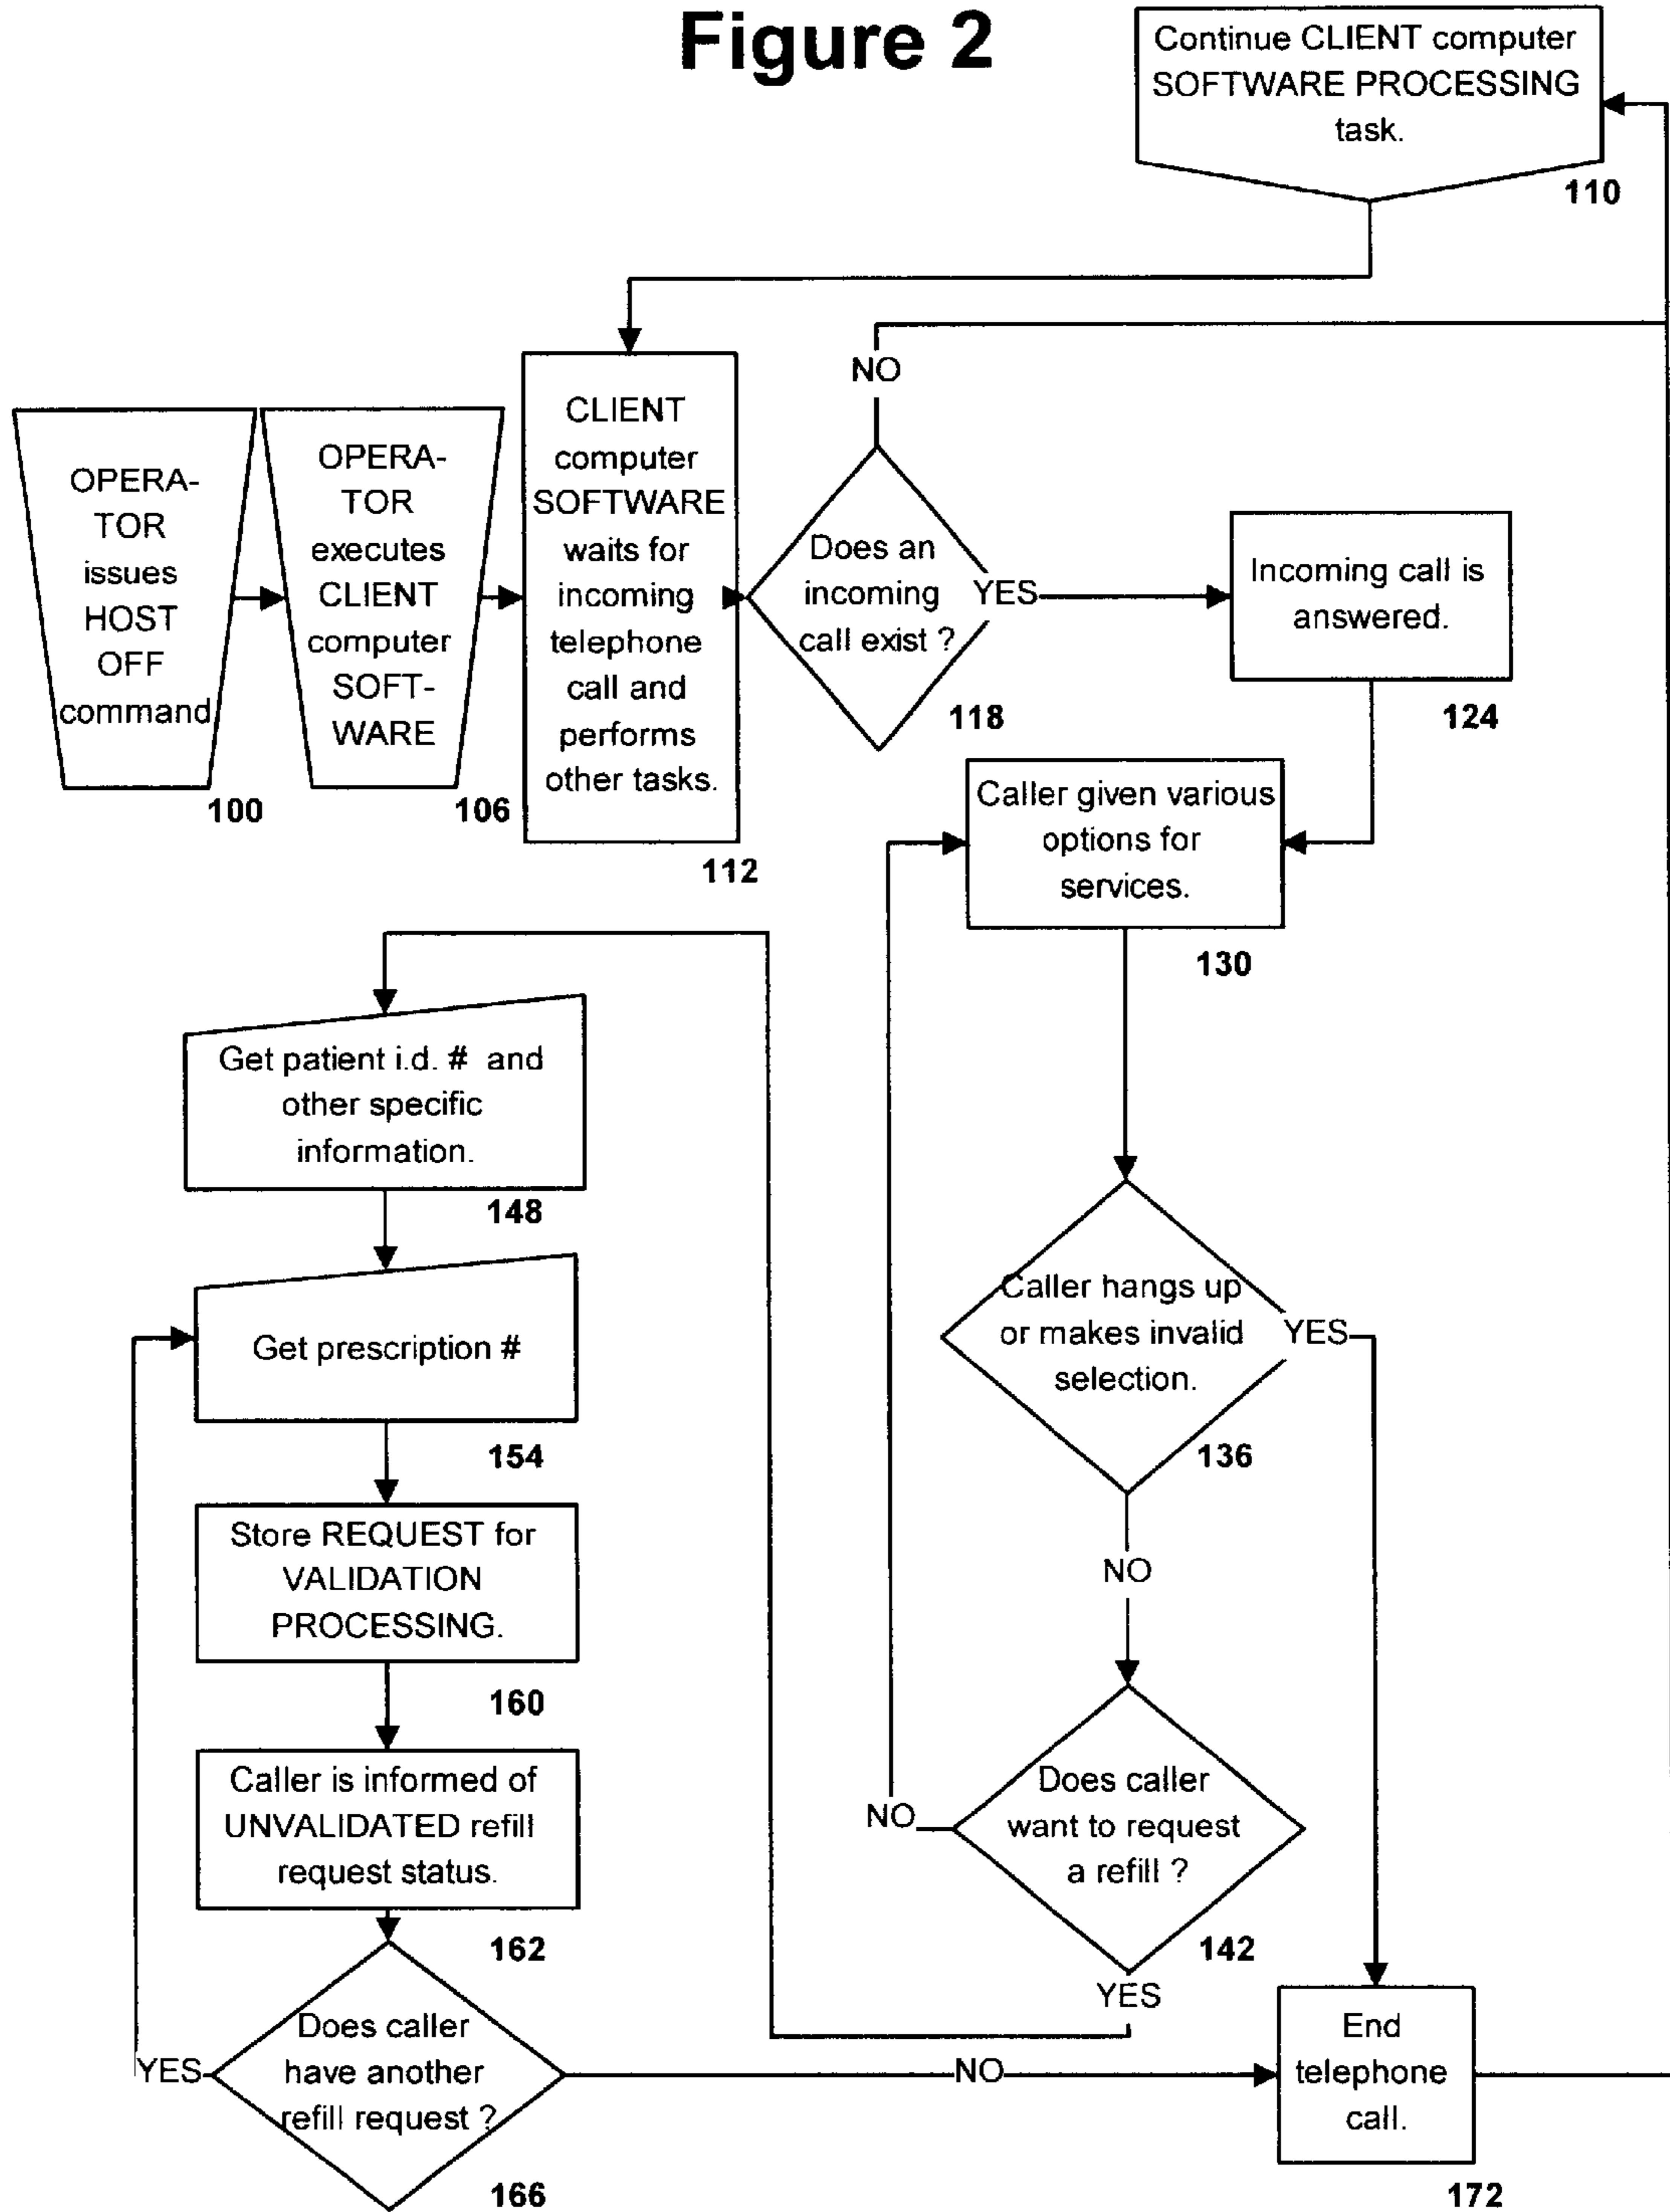 Figure 2
Continue CLIENT computer
SOFTWARE PROCESSING
task.
110
OPERA-
TOR
issues
HOST
OFF
command
100
OPERA-
TOR
executes
CLIENT
computer
SOFT-
WARE
106
CLIENT
computer
SOFTWARE
waits for
incoming
telephone
call and
performs
other tasks.
112
NO
Does an
incoming
call exist ?
YES
118
Incoming call is
answered.
124
Caller given various
options for
services.
130
Caller hangs up
or makes invalid
selection.
YES
136
NO
Does caller
want to request
a refill ?
NO
142
YES
Get patient i.d. # and
other specific
information.
148
Get prescription #
154
Store REQUEST for
VALIDATION
PROCESSING.
160
Caller is informed of
UNVALIDATED refill
request status.
162
Does caller
have another
refill request ?
YES
NO
166
End
telephone
call.
172